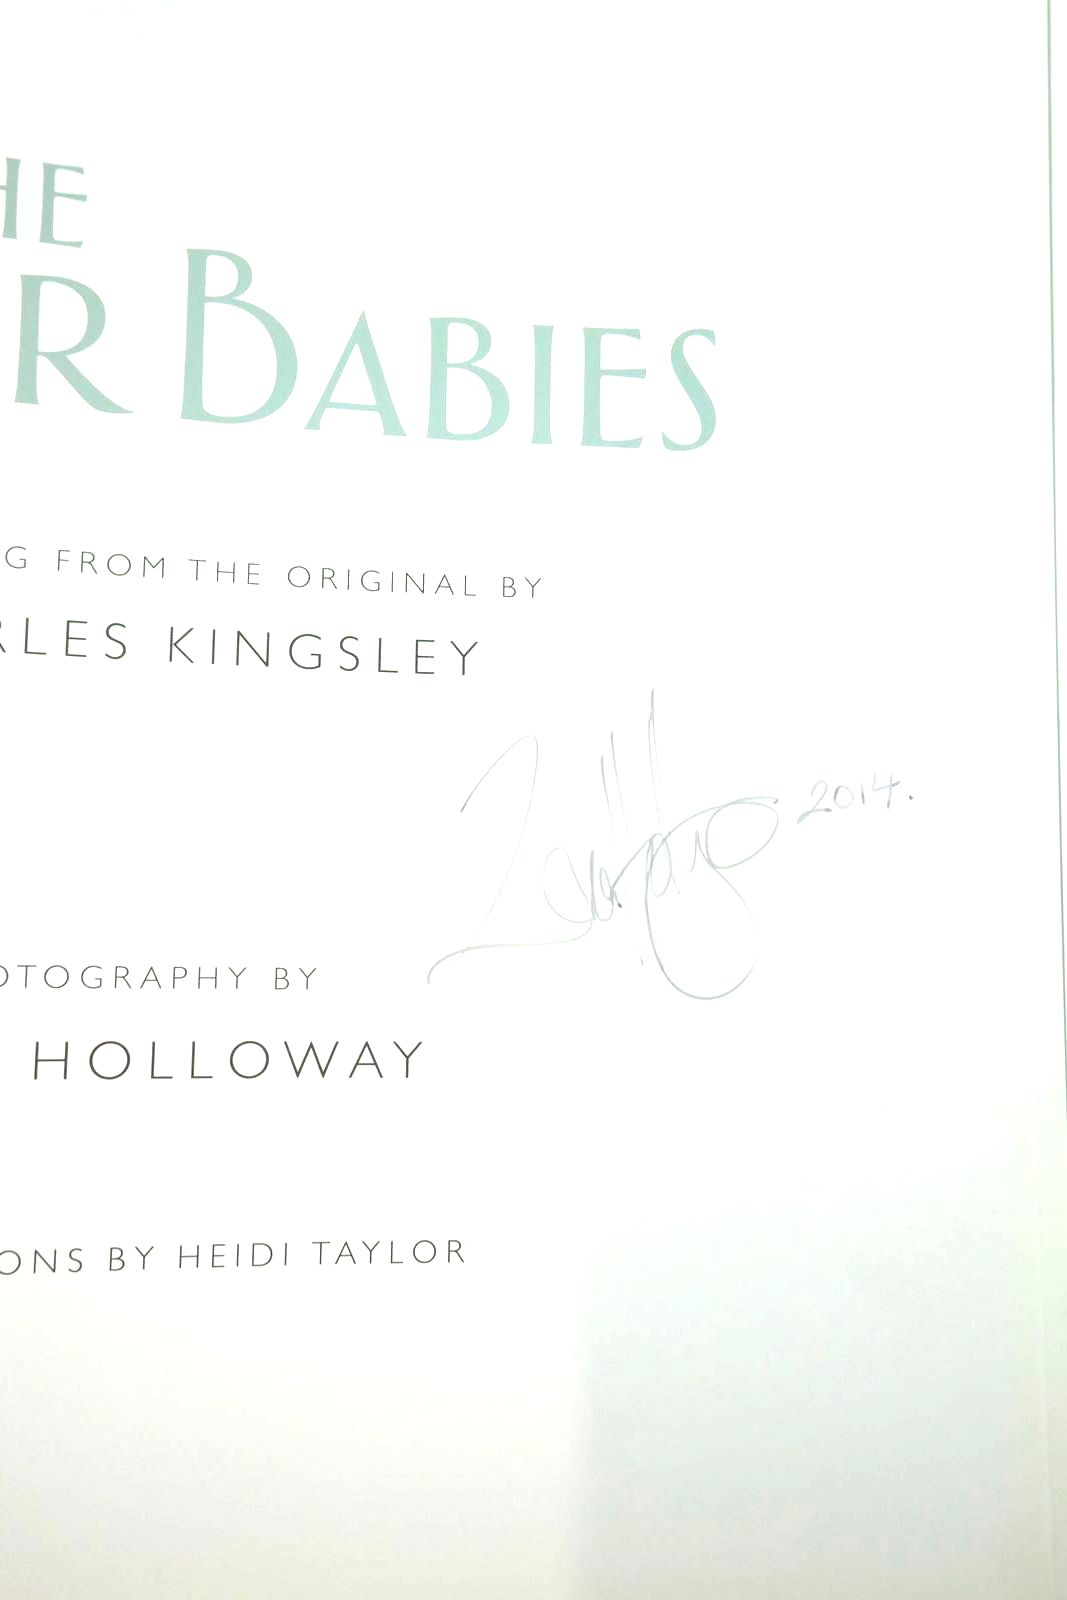 HE
R BABIES
G FROM THE ORIGINAL BY
RLES KINGSLEY
2014.
OTOGRAPHY BY
HOLLOWAY
ONS BY HEIDI TAYLOR